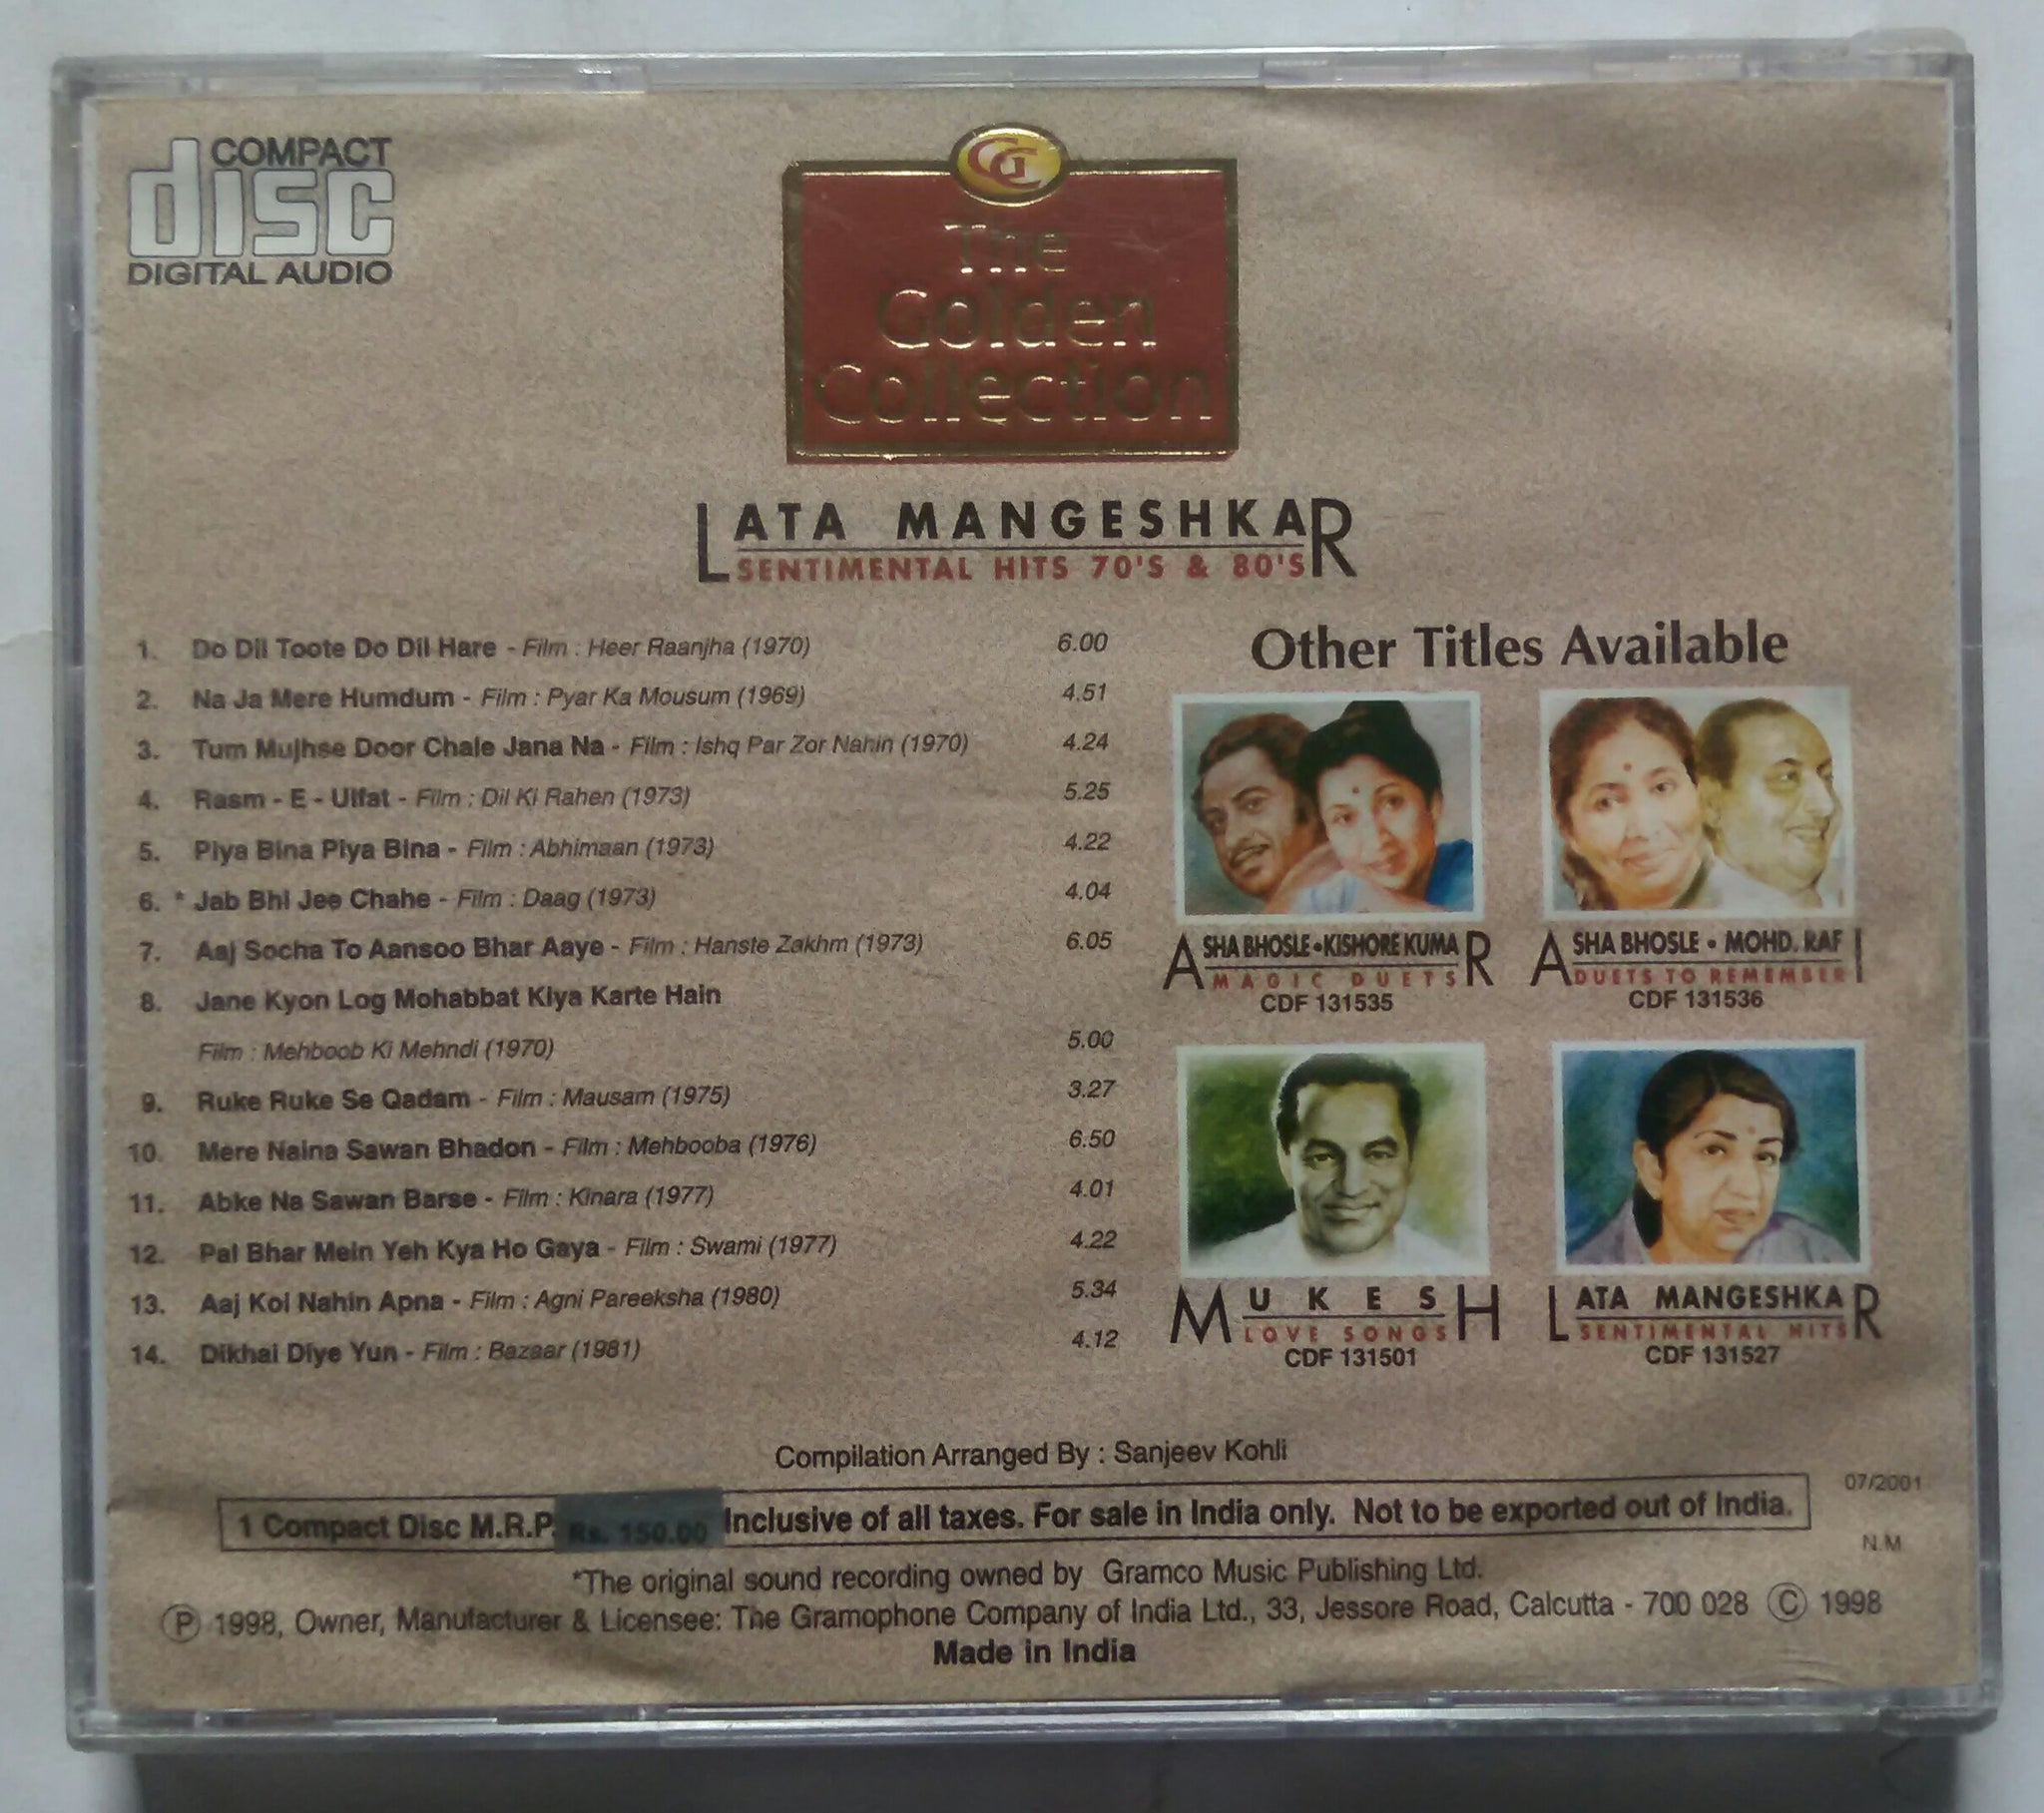 COMPACT
disc
DIGITAL AUDIO
GC
The
Golden
Collection
LATA MANGESHKAR
SENTIMENTAL HITS 70'S & 80'S
1. Do Dil Toote Do Dil Hare - Film : Heer Raanjha (1970) 6.00
2. Na Ja Mere Humdum - Film : Pyar Ka Mousum (1969) 4.51
3. Tum Mujhse Door Chale Jana Na - Film : Ishq Par Zor Nahin (1970) 4.24
4. Rasm - E - Ulfat - Film : Dil Ki Rahen (1973) 5.25
5. Piya Bina Piya Bina - Film : Abhimaan (1973) 4.22
6. * Jab Bhi Jee Chahe - Film : Daag (1973) 4.04
7. Aaj Socha To Aansoo Bhar Aaye - Film : Hanste Zakhm (1973) 6.05
8. Jane Kyon Log Mohabbat Kiya Karte Hain
Film : Mehboob Ki Mehndi (1970) 5.00
9. Ruke Ruke Se Qadam - Film : Mausam (1975) 3.27
10. Mere Naina Sawan Bhadon - Film : Mehbooba (1976) 6.50
11. Abke Na Sawan Barse - Film : Kinara (1977) 4.01
12. Pal Bhar Mein Yeh Kya Ho Gaya - Film : Swami (1977) 4.22
13. Aaj Koi Nahin Apna - Film : Agni Pareeksha (1980) 5.34
14. Dikhai Diye Yun - Film : Bazaar (1981) 4.12
Other Titles Available
ASHA BHOSLE • KISHORE KUMAR
MAGIC DUETS
CDF 131535
ASHA BHOSLE • MOHD. RAFI
DUETS TO REMEMBER
CDF 131536
MUKESH
LOVE SONGS
CDF 131501
LATA MANGESHKAR
SENTIMENTAL HITS
CDF 131527
Compilation Arranged By : Sanjeev Kohli
07/2001
1 Compact Disc M.R.P. Rs. 150.00 Inclusive of all taxes. For sale in India only. Not to be exported out of India.
N.M
*The original sound recording owned by Gramco Music Publishing Ltd.
Ⓟ 1998, Owner, Manufacturer & Licensee: The Gramophone Company of India Ltd., 33, Jessore Road, Calcutta - 700 028 © 1998
Made in India